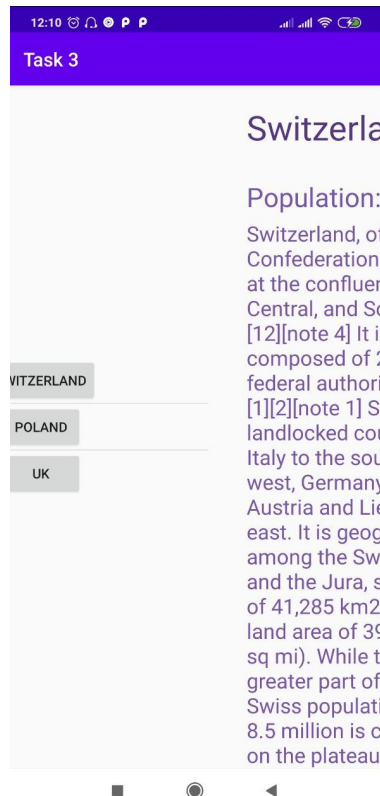 12:10
Task 3
Switzerla
Population:
Switzerland, of
Confederation
at the confluer
Central, and So
[12][note 4] It i
composed of 2
federal authori
[1][2][note 1] S
landlocked cou
Italy to the sou
west, Germany
Austria and Lie
east. It is geog
among the Sw
and the Jura, s
of 41,285 km2
land area of 39
sq mi). While t
greater part of
Swiss populati
8.5 million is c
on the plateau
WITZERLAND
POLAND
UK